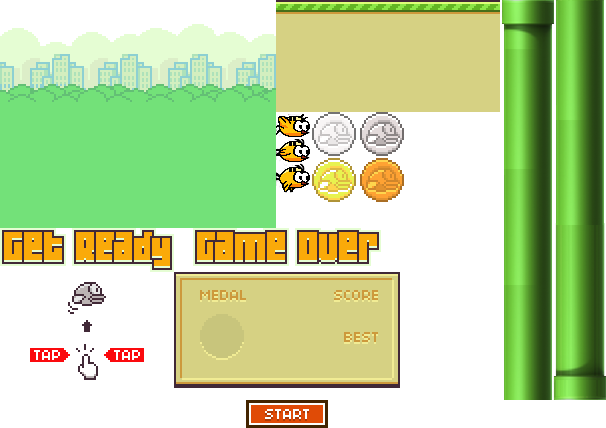 Get Ready
Game Over
MEDAL
SCORE
BEST
TAP
TAP
START